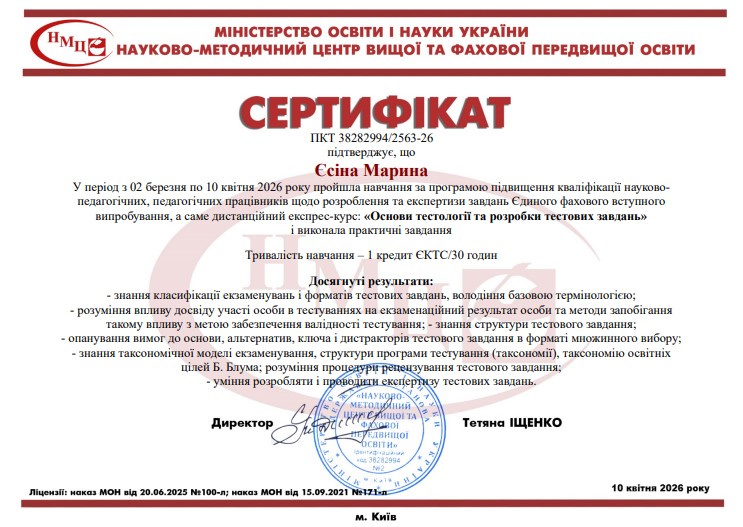 НМЦ
МІНІСТЕРСТВО ОСВІТИ І НАУКИ УКРАЇНИ
НАУКОВО-МЕТОДИЧНИЙ ЦЕНТР ВИЩОЇ ТА ФАХОВОЇ ПЕРЕДВИЩОЇ ОСВІТИ
СЕРТИФІКАТ
ПКТ 38282994/2563-26
підтверджує, що
Єсіна Марина
У період з 02 березня по 10 квітня 2026 року пройшла навчання за програмою підвищення кваліфікації науково-
педагогічних, педагогічних працівників щодо розроблення та експертизи завдань Єдиного фахового вступного
випробування, а саме дистанційний експрес-курс: «Основи тестології та розробки тестових завдань»
і виконала практичні завдання
Тривалість навчання – 1 кредит ЄКТС/30 годин
Досягнуті результати:
- знання класифікації екзаменувань і форматів тестових завдань, володіння базовою термінологією;
- розуміння впливу досвіду участі особи в тестуваннях на екзаменаційний результат особи та методи запобігання
такому впливу з метою забезпечення валідності тестування; - знання структури тестового завдання;
- опанування вимог до основи, альтернатив, ключа і дистракторів тестового завдання в форматі множинного вибору;
- знання таксономічної моделі екзаменування, структури програми тестування (таксономії), таксономію освітніх
цілей Б. Блума; розуміння процедури рецензування тестового завдання;
- уміння розробляти і проводити експертизу тестових завдань.
Директор
Тетяна ІЩЕНКО
«НАУКОВО-
МЕТОДИЧНИЙ
ЦЕНТР ВИЩОЇ ТА
ФАХОВОЇ
ПЕРЕДВИЩОЇ
ОСВІТИ»
Ідентифікаційний
код 38282994
№2
м. Київ
МІНІСТЕРСТВО ОСВІТИ І НАУКИ УКРАЇНИ
ДЕРЖАВНА УСТАНОВА
Ліцензії: наказ МОН від 20.06.2025 №100-л; наказ МОН від 15.09.2021 №171-л
10 квітня 2026 року
м. Київ